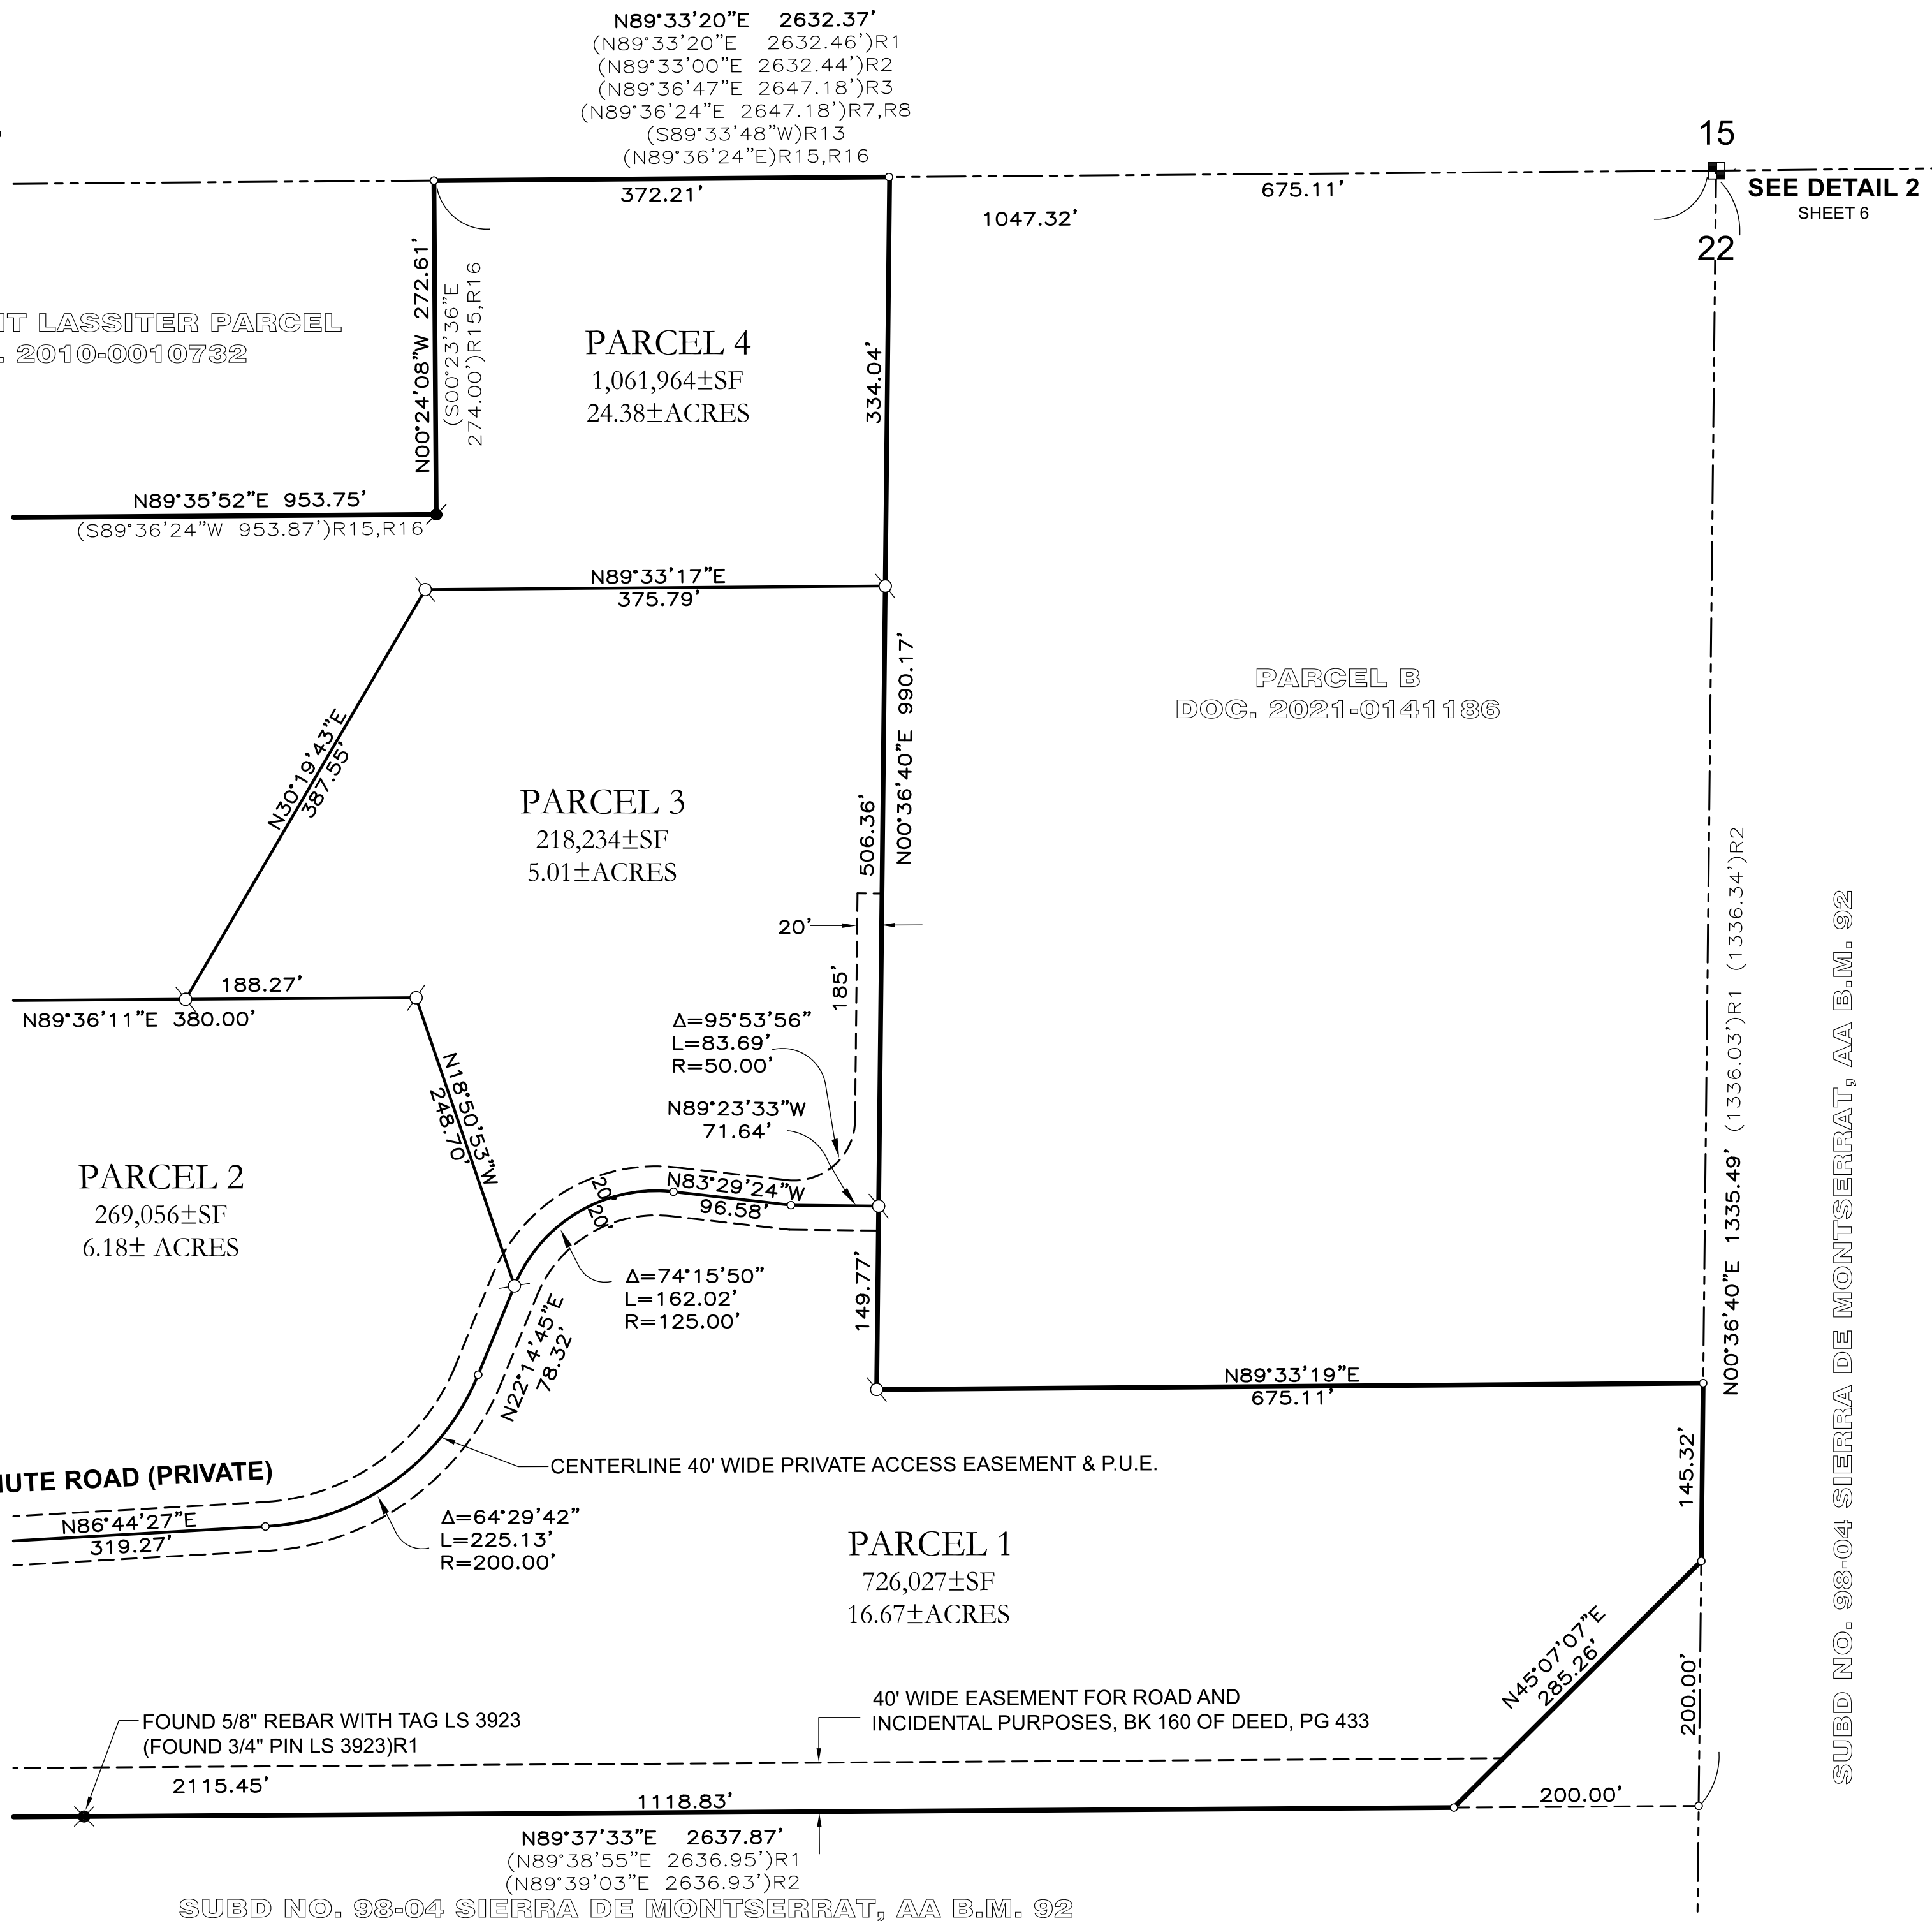 N89°33'20"E 2632.37'
(N89°33'20"E 2632.46')R1
(N89°33'00"E 2632.44')R2
(N89°36'47"E 2647.18')R3
(N89°36'24"E 2647.18')R7,R8
(S89°33'48"W)R13
(N89°36'24"E)R15,R16
372.21'
675.11'
1047.32'
15
SEE DETAIL 2
SHEET 6
22
N00°24'08"W 272.61'
(S00°23'36"E
274.00')R15,R16
LASSITER PARCEL
2010-0010732
PARCEL 4
1,061,964±SF
24.38±ACRES
334.04'
N89°35'52"E 953.75'
(S89°36'24"W 953.87')R15,R16
N89°33'17"E
375.79'
N00°36'40"E 990.17'
PARCEL B
DOC. 2021-0141186
N30°19'43"E
387.55'
PARCEL 3
218,234±SF
5.01±ACRES
506.36'
20'
185'
188.27'
N89°36'11"E 380.00'
Δ=95°53'56"
L=83.69'
R=50.00'
N89°23'33"W
71.64'
N18°50'53"W
248.70'
PARCEL 2
269,056±SF
6.18± ACRES
20'
20'
N83°29'24"W
96.58'
Δ=74°15'50"
L=162.02'
R=125.00'
149.77'
N22°14'45"E
78.32'
N89°33'19"E
675.11'
N00°36'40"E 1335.49' (1336.03')R1 (1336.34')R2
SUBD NO. 98-04 SIERRA DE MONTSERRAT, AA B.M. 92
CENTERLINE 40' WIDE PRIVATE ACCESS EASEMENT & P.U.E.
ROAD (PRIVATE)
N86°44'27"E
319.27'
Δ=64°29'42"
L=225.13'
R=200.00'
PARCEL 1
726,027±SF
16.67±ACRES
145.32'
N45°07'07"E
285.26'
200.00'
FOUND 5/8" REBAR WITH TAG LS 3923
(FOUND 3/4" PIN LS 3923)R1
40' WIDE EASEMENT FOR ROAD AND
INCIDENTAL PURPOSES, BK 160 OF DEED, PG 433
2115.45'
1118.83'
200.00'
N89°37'33"E 2637.87'
(N89°38'55"E 2636.95')R1
(N89°39'03"E 2636.93')R2
SUBD NO. 98-04 SIERRA DE MONTSERRAT, AA B.M. 92